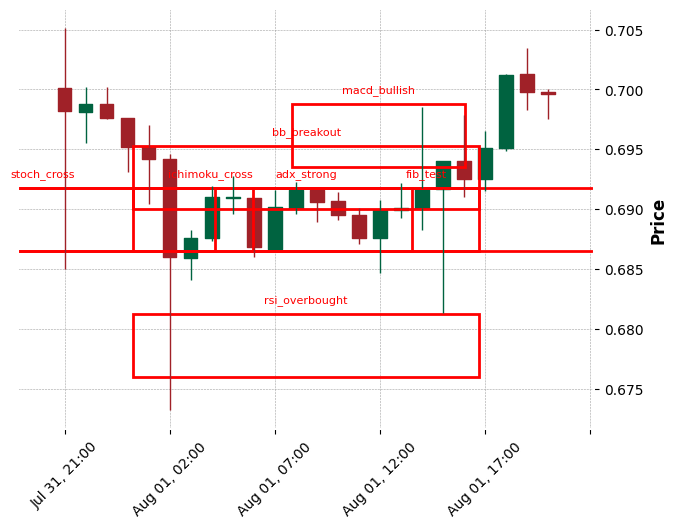 0.705
0.700
macd_bullish
0.695
bb_breakout
stoch_cross
adx_strong
0.690
Price
0.685
rsi_overbought
0.680
0.675
Jul 31, 21:00
Aug 01, 02:00
Aug 01, 07:00
Aug 01, 12:00
Aug 01, 17:00